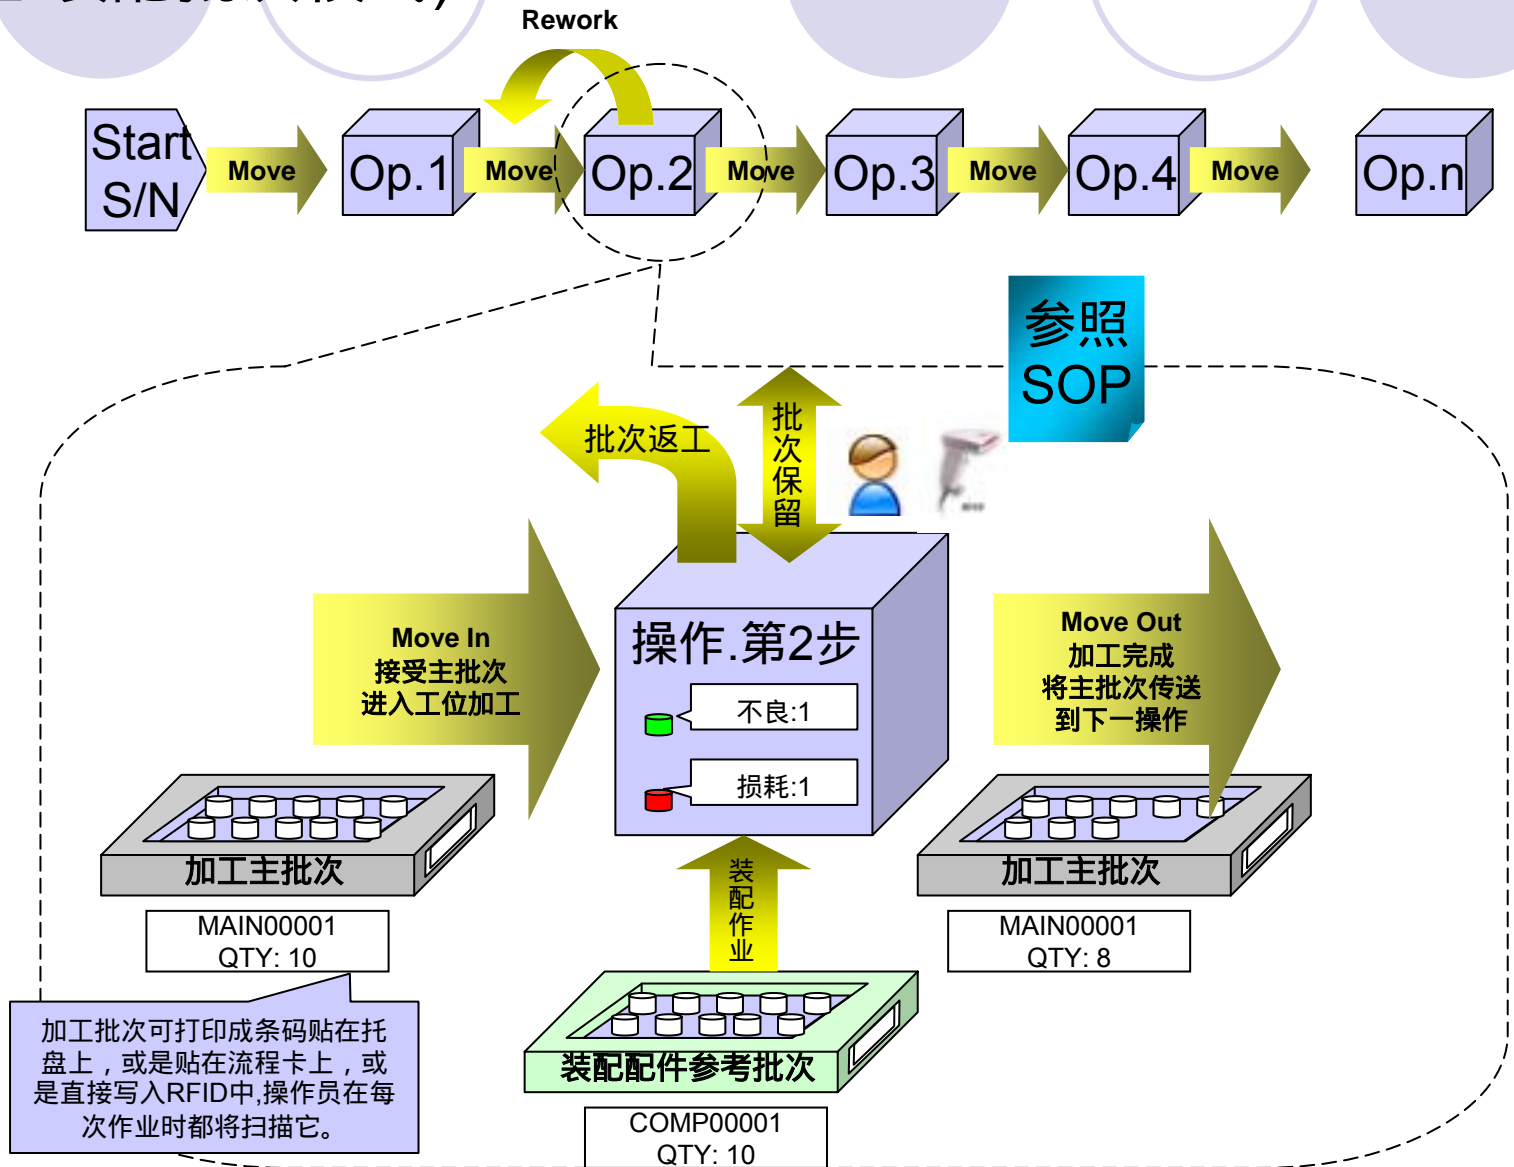 Rework
Start
S/N
Move
Op.1
Move
Op.2
Move
Op.3
Move
Op.4
Move
Op.n
参照
SOP
批次返工
批次保留
Move In
接受主批次
进入工位加工
操作.第2步
不良:1
损耗:1
Move Out
加工完成
将主批次传送
到下一操作
加工主批次
MAIN00001
QTY: 10
装配作业
加工主批次
MAIN00001
QTY: 8
加工批次可打印成条码贴在托
盘上，或是贴在流程卡上，或
是直接写入RFID中,操作员在每
次作业时都将扫描它。
装配配件参考批次
COMP00001
QTY: 10